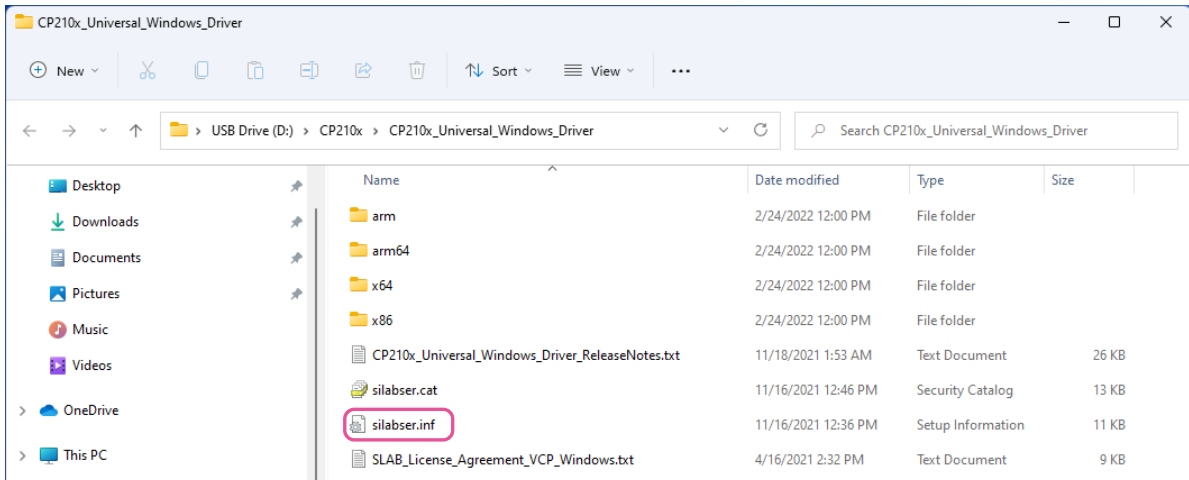 CP210x_Universal_Windows_Driver
New Sort View
USB Drive (D:) CP210x CP210x_Universal_Windows_Driver Search CP210x_Universal_Windows_Driver
Name Date modified Type Size
Desktop
Downloads
Documents
Pictures
Music
Videos
OneDrive
This PC
arm 2/24/2022 12:00 PM File folder
arm64 2/24/2022 12:00 PM File folder
x64 2/24/2022 12:00 PM File folder
x86 2/24/2022 12:00 PM File folder
CP210x_Universal_Windows_Driver_ReleaseNotes.txt 11/18/2021 1:53 AM Text Document 26 KB
silabser.cat 11/16/2021 12:46 PM Security Catalog 13 KB
silabser.inf 11/16/2021 12:36 PM Setup Information 11 KB
SLAB_License_Agreement_VCP_Windows.txt 4/16/2021 2:32 PM Text Document 9 KB